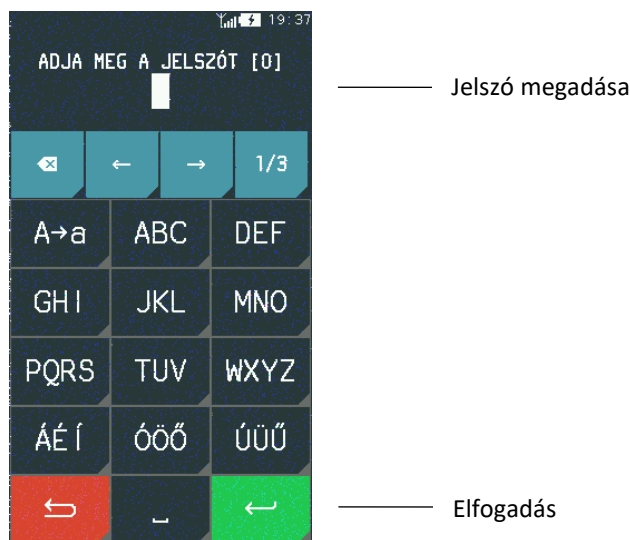 19:37
ADJA MEG A JELSZÓT [0]
Jelszó megadása
← → 1/3
A→a ABC DEF
GHI JKL MNO
PQRS TUV WXYZ
ÁÉÍ ÓÖŐ ÚÜŰ
Elfogadás